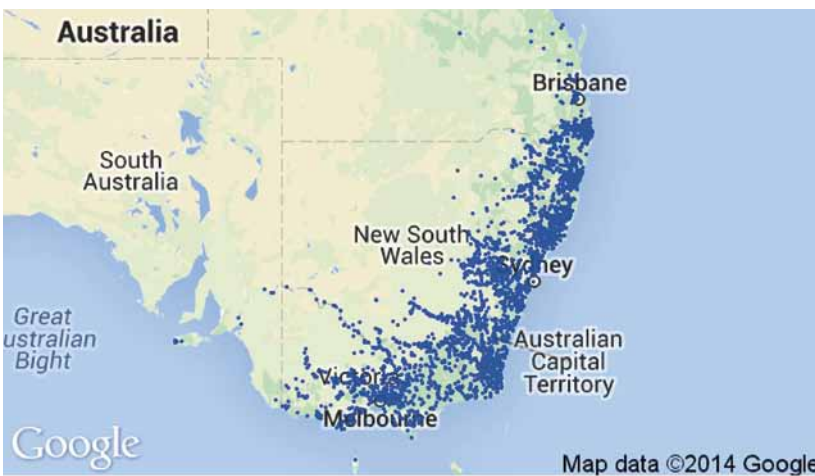 Australia
Brisbane
South
Australia
New South
Wales
Sydney
Great
ustralian
Bight
Australian
Capital
Territory
Victoria
Melbourne
Google
Map data ©2014 Google